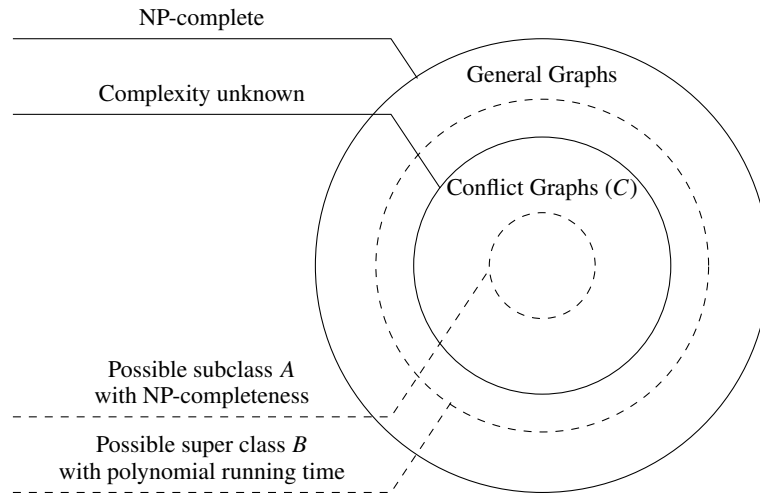 NP-complete
General Graphs
Complexity unknown
Conflict Graphs (C)
Possible subclass A
with NP-completeness
Possible super class B
with polynomial running time